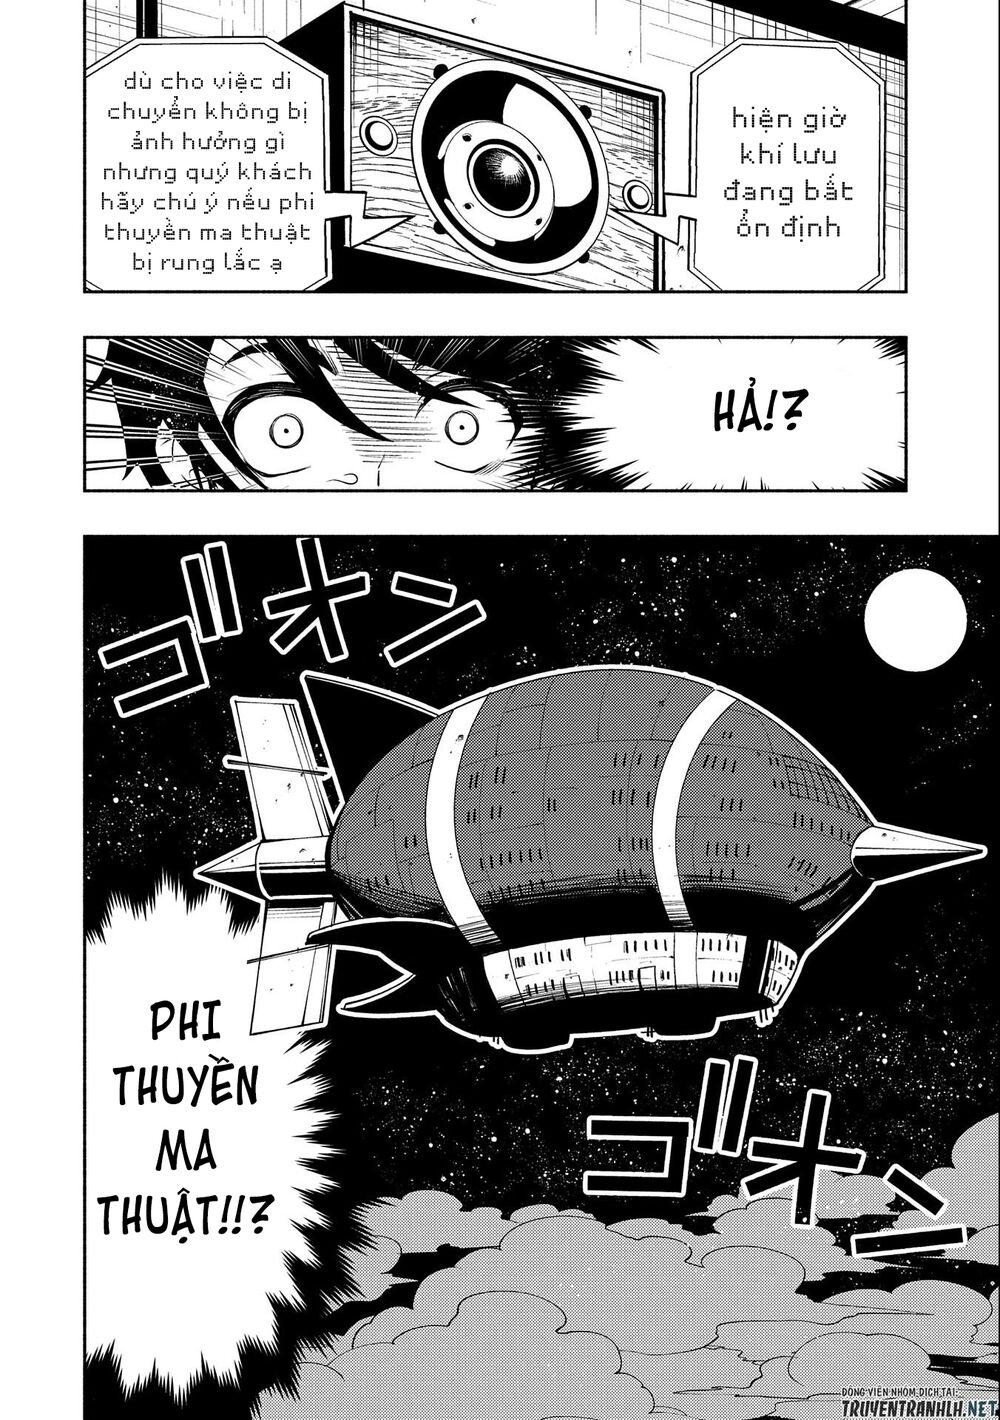 hiện giờ
khí lưu
đang bất
ổn định
dù cho việc di
chuyển không bị
ảnh hưởng gì
nhưng quý khách
hãy chú ý nếu phi
thuyền ma thuật
bị rung lắc ạ
HẢ!?
ゴオン
PHI
THUYỀN
MA
THUẬT!!?
ゴオン
ĐỘNG VIÊN NHÓM DỊCH TẠI:
TRUYENTRANHLH.NET